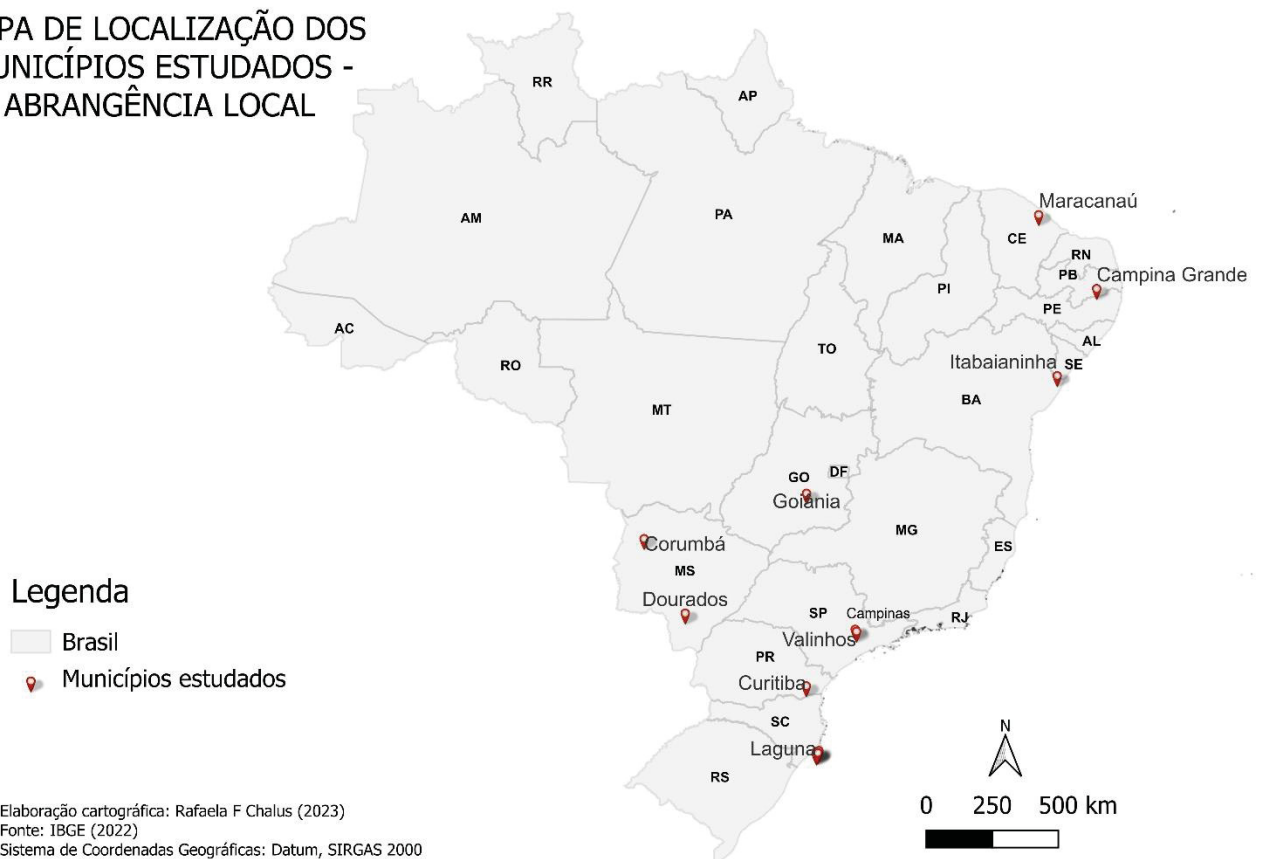 PA DE LOCALIZAÇÃO DOS
UNICÍPIOS ESTUDADOS -
ABRANGÊNCIA LOCAL
RR
AP
AM
PA
MA
CE
Maracanaú
RN
PB
Campina Grande
PI
PE
AC
AL
TO
RO
Itabaianinha
SE
BA
MT
GO
DF
Goiânia
MG
Corumbá
ES
MS
Dourados
SP
Campinas
RJ
Valinhos
PR
Curitiba
SC
Laguna
RS
Legenda
Brasil
Municípios estudados
N
0 250 500 km
Elaboração cartográfica: Rafaela F Chalus (2023)
Fonte: IBGE (2022)
Sistema de Coordenadas Geográficas: Datum, SIRGAS 2000